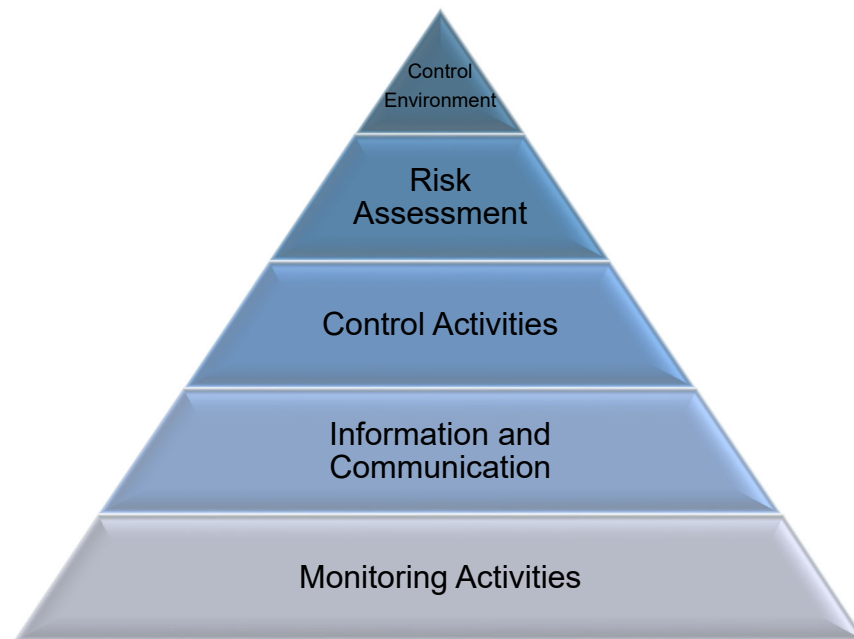 Control
Environment
Risk
Assessment
Control Activities
Information and
Communication
Monitoring Activities